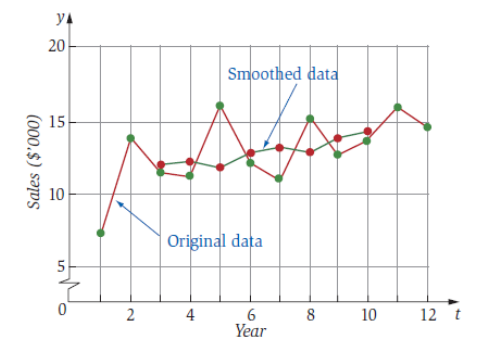 y
20
Smoothed data
15
Sales ($'000)
10
Original data
5
0
2 4 6 8 10 12 t
Year